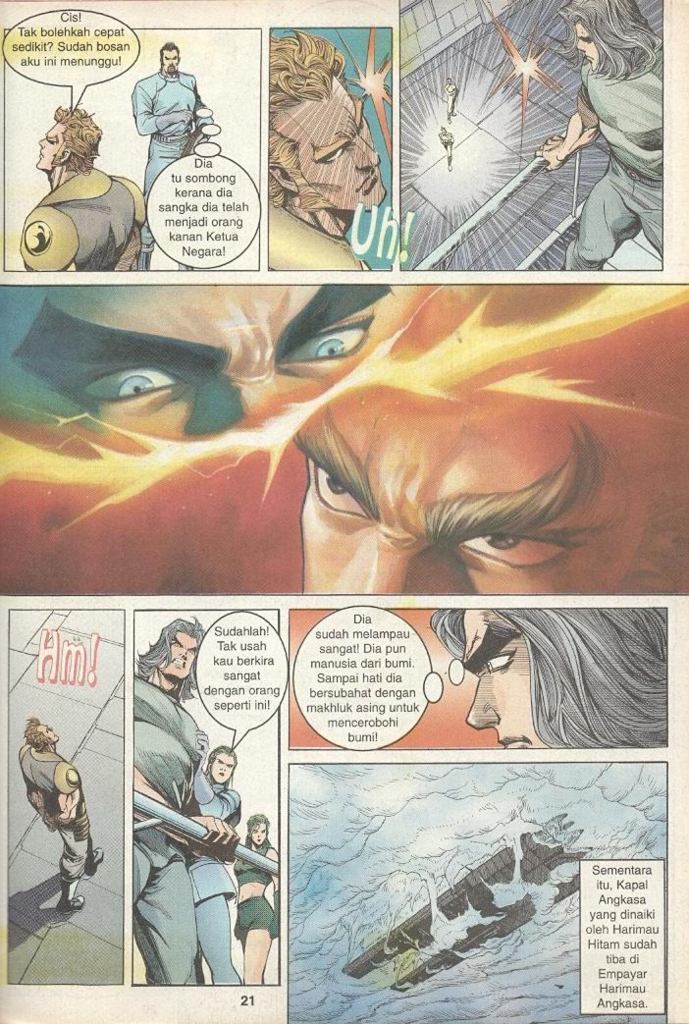 Cis!
Tak bolehkah cepat
sedikit? Sudah bosan
aku ini menunggu!
Dia
tu sombong
kerana dia
sangka dia telah
menjadi orang
kanan Ketua
Negara!
Uh!
Hm!
Sudahlah!
Tak usah
kau berkira
sangat
dengan orang
seperti ini!
Dia
sudah melampau
sangat! Dia pun
manusia dari bumi.
Sampai hati dia
bersubahat dengan
makhluk asing untuk
mencerobohi
bumi!
Sementara
itu, Kapal
Angkasa
yang dinaiki
oleh Harimau
Hitam sudah
tiba di
Empayar
Harimau
Angkasa.
21